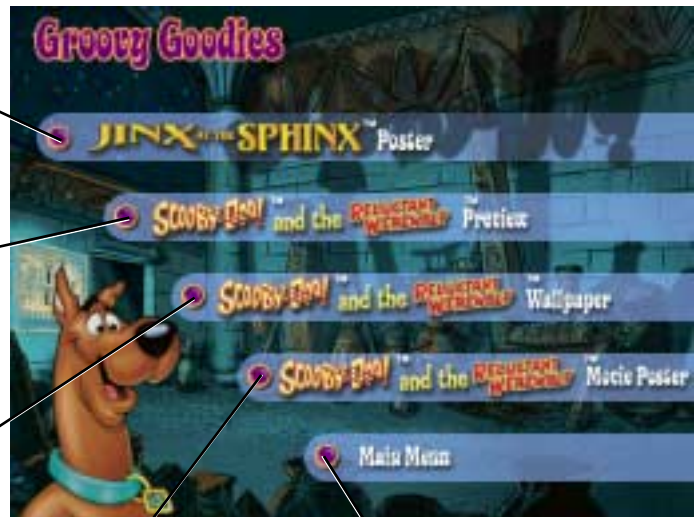 Groovy Goodies
JINX AT THE SPHINX™ Poster
SCOOBY-DOO!™ and the RELUCTANT WEREWOLF™ Preview
SCOOBY-DOO!™ and the RELUCTANT WEREWOLF™ Wallpaper
SCOOBY-DOO!™ and the RELUCTANT WEREWOLF™ Movie Poster
Main Menu